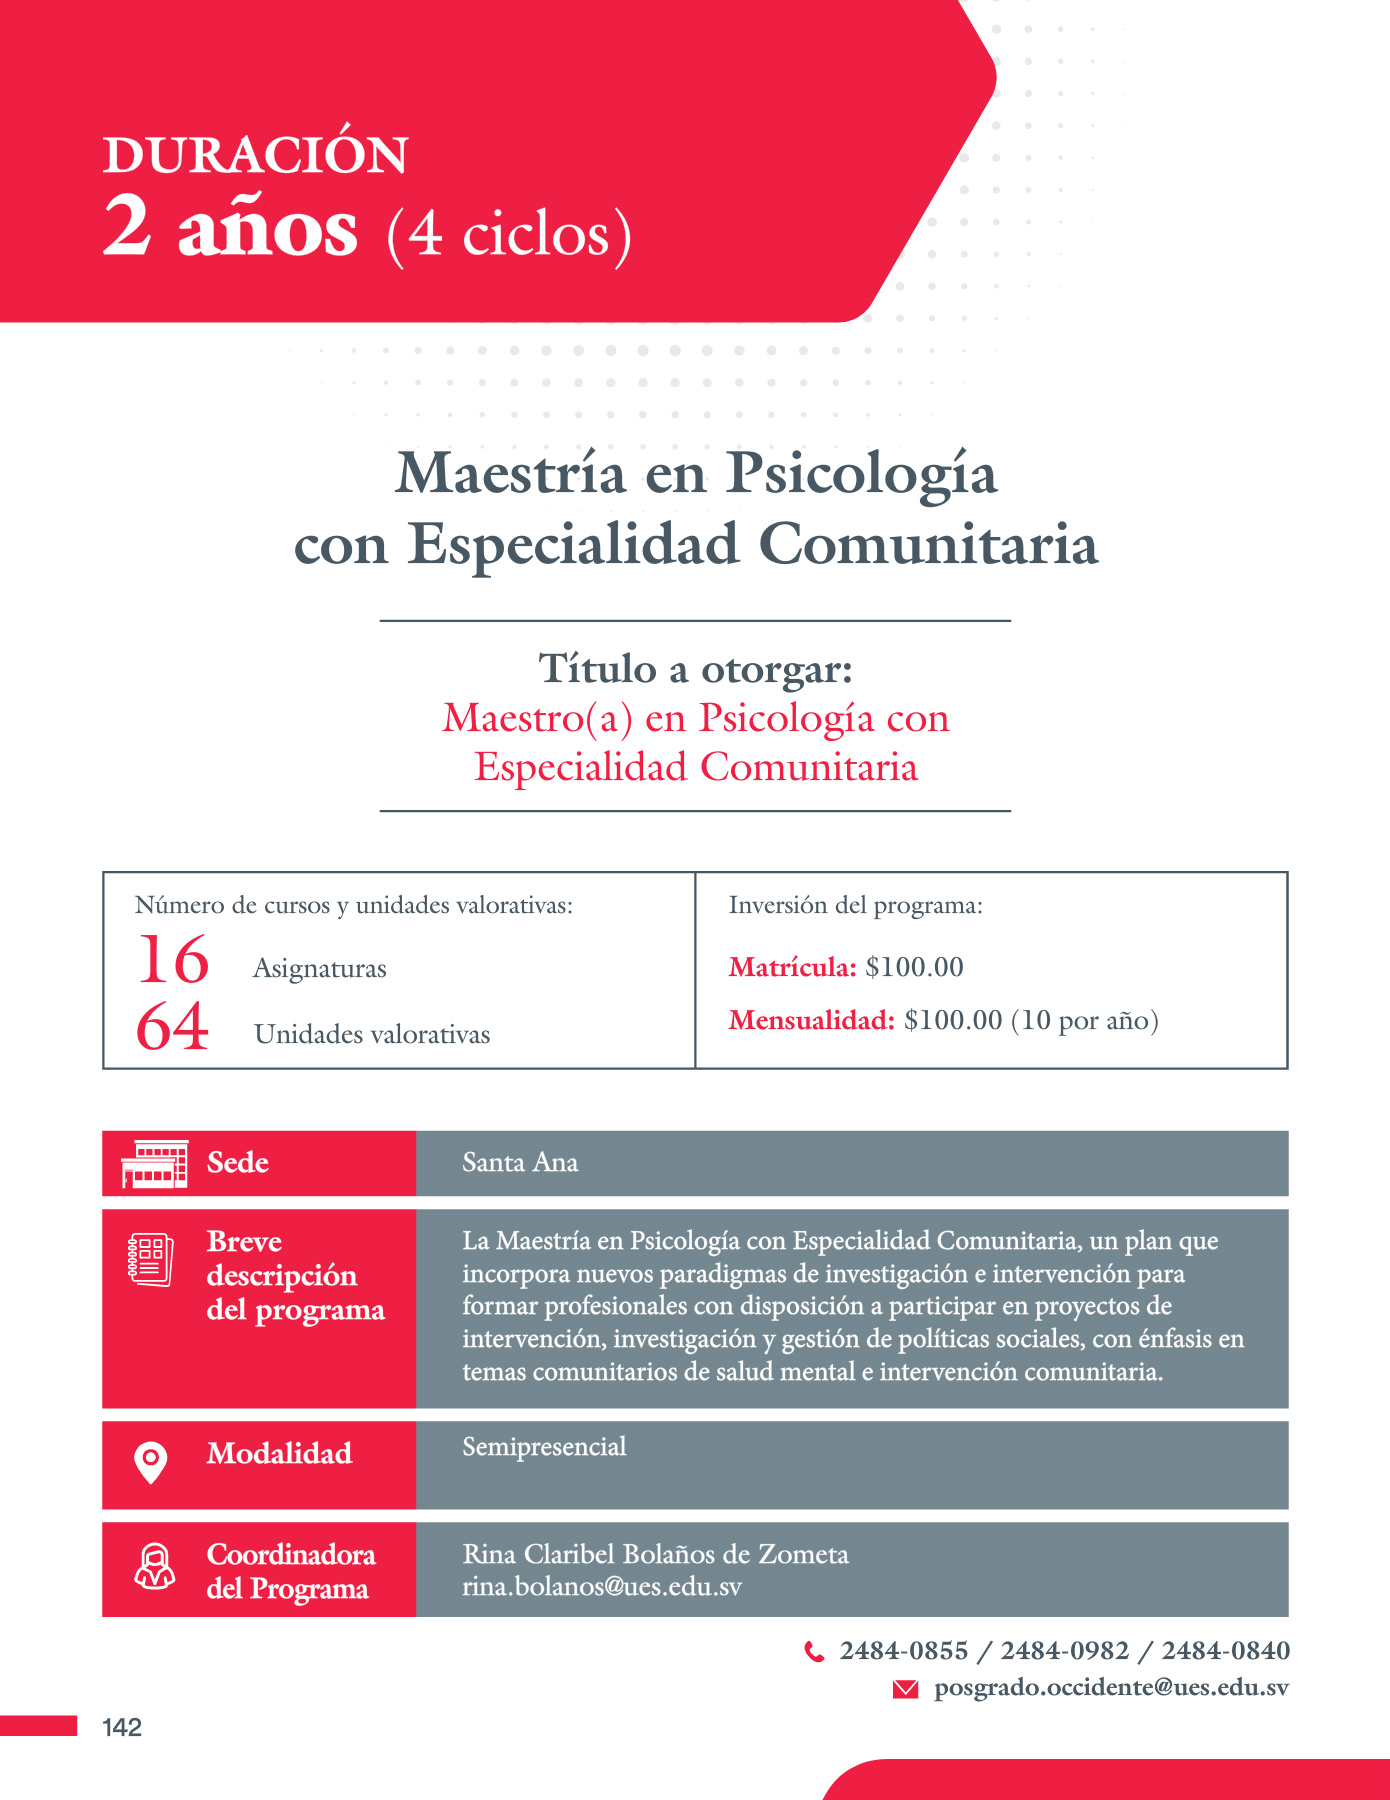 DURACIÓN
2 años (4 ciclos)
Maestría en Psicología
con Especialidad Comunitaria
Título a otorgar:
Maestro(a) en Psicología con
Especialidad Comunitaria
Número de cursos y unidades valorativas:
16 Asignaturas
64 Unidades valorativas
Inversión del programa:
Matrícula: $100.00
Mensualidad: $100.00 (10 por año)
Sede
Santa Ana
Breve
descripción
del programa
La Maestría en Psicología con Especialidad Comunitaria, un plan que
incorpora nuevos paradigmas de investigación e intervención para
formar profesionales con disposición a participar en proyectos de
intervención, investigación y gestión de políticas sociales, con énfasis en
temas comunitarios de salud mental e intervención comunitaria.
Modalidad
Semipresencial
Coordinadora
del Programa
Rina Claribel Bolaños de Zometa
rina.bolanos@ues.edu.sv
2484-0855 / 2484-0982 / 2484-0840
posgrado.occidente@ues.edu.sv
142